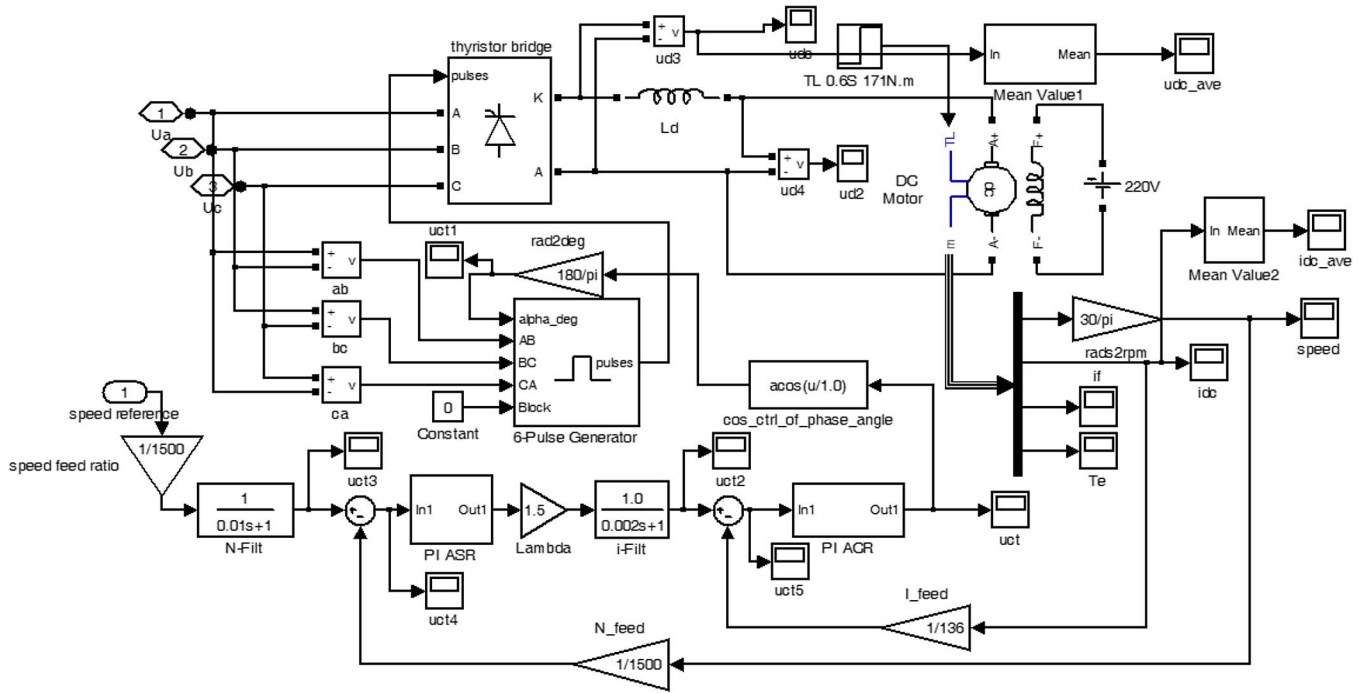 thyristor bridge
pulses
A
B
C
K
A
1
Ua
2
Ub
3
Uc
+
-
v
ud3
TL 0.6S 171N.m
In
Mean
Mean Value1
udc_ave
Ld
+
-
v
ud4
ud2
DC
Motor
TL
A+
F+
m
A-
F-
220V
In
Mean
Mean Value2
idc_ave
uct1
rad2deg
180/pi
+
-
v
ab
+
-
v
bc
+
-
v
ca
alpha_deg
AB
BC
CA
Block
pulses
6-Pulse Generator
0
Constant
acos(u/1.0)
cos_ctrl_of_phase_angle
30/pi
rads2rpm
speed
idc
if
Te
1
speed reference
1/1500
speed feed ratio
1
0.01s+1
N-Filt
uct3
+
-
uct4
In1
Out1
PI ASR
1.5
Lambda
1.0
0.002s+1
i-Filt
uct2
+
-
uct5
In1
Out1
PI ACR
uct
I_feed
1/136
N_feed
1/1500